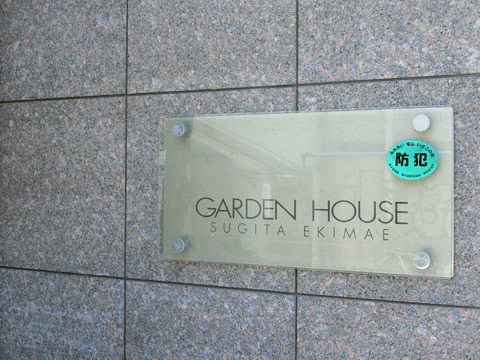 防犯
GARDEN HOUSE
SUGITA EKIMAE